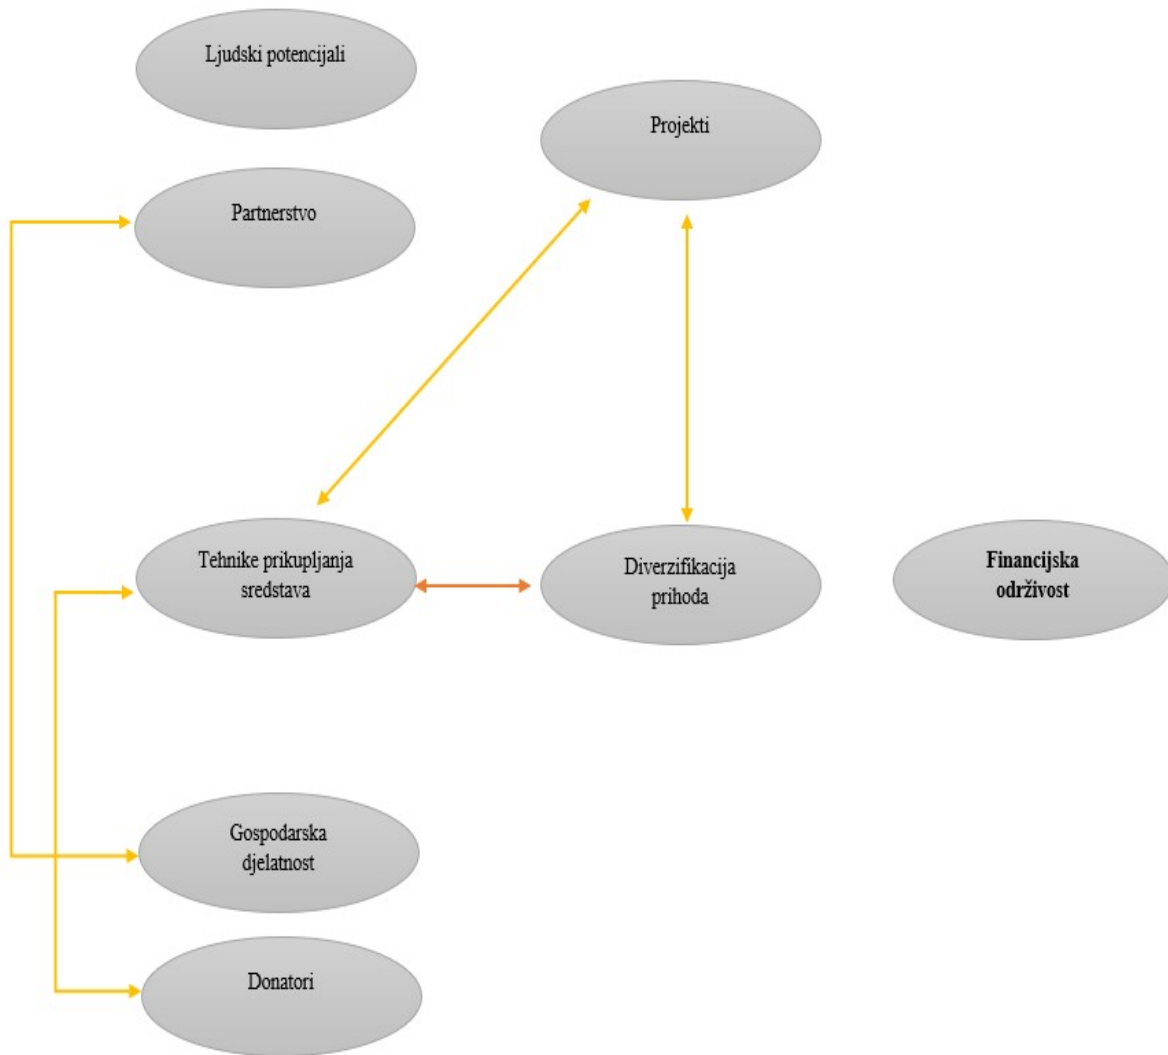 Ljudski potencijali
Projekti
Partnerstvo
Tehnike prikupljanja
sredstava
Diverzifikacija
prihoda
Financijska
održivost
Gospodarska
djelatnost
Donatori